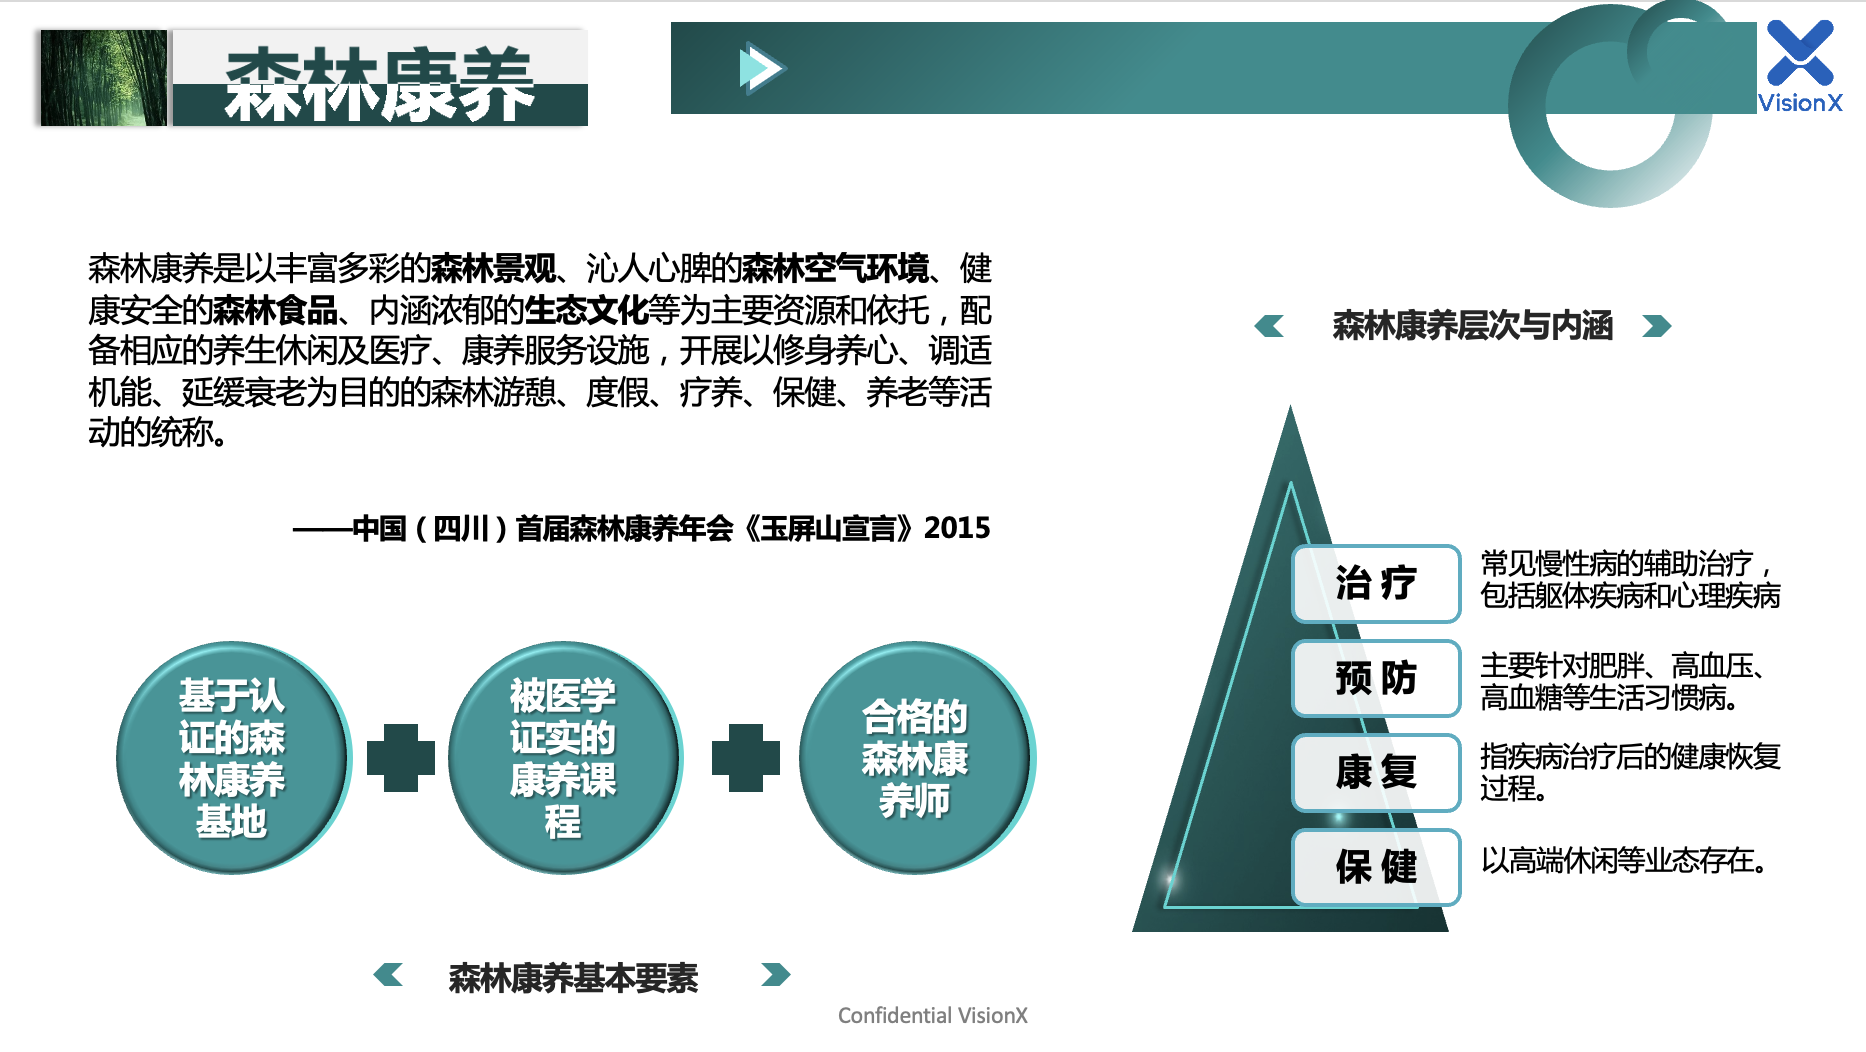 森林康养
VisionX
森林康养是以丰富多彩的森林景观、沁人心脾的森林空气环境、健
康安全的森林食品、内涵浓郁的生态文化等为主要资源和依托，配
备相应的养生休闲及医疗、康养服务设施，开展以修身养心、调适
机能、延缓衰老为目的的森林游憩、度假、疗养、保健、养老等活
动的统称。
——中国（四川）首届森林康养年会《玉屏山宣言》2015
基于认
证的森
林康养
基地
被医学
证实的
康养课
程
合格的
森林康
养师
森林康养基本要素
森林康养层次与内涵
治 疗
常见慢性病的辅助治疗，
包括躯体疾病和心理疾病
预 防
主要针对肥胖、高血压、
高血糖等生活习惯病。
康 复
指疾病治疗后的健康恢复
过程。
保 健
以高端休闲等业态存在。
Confidential VisionX